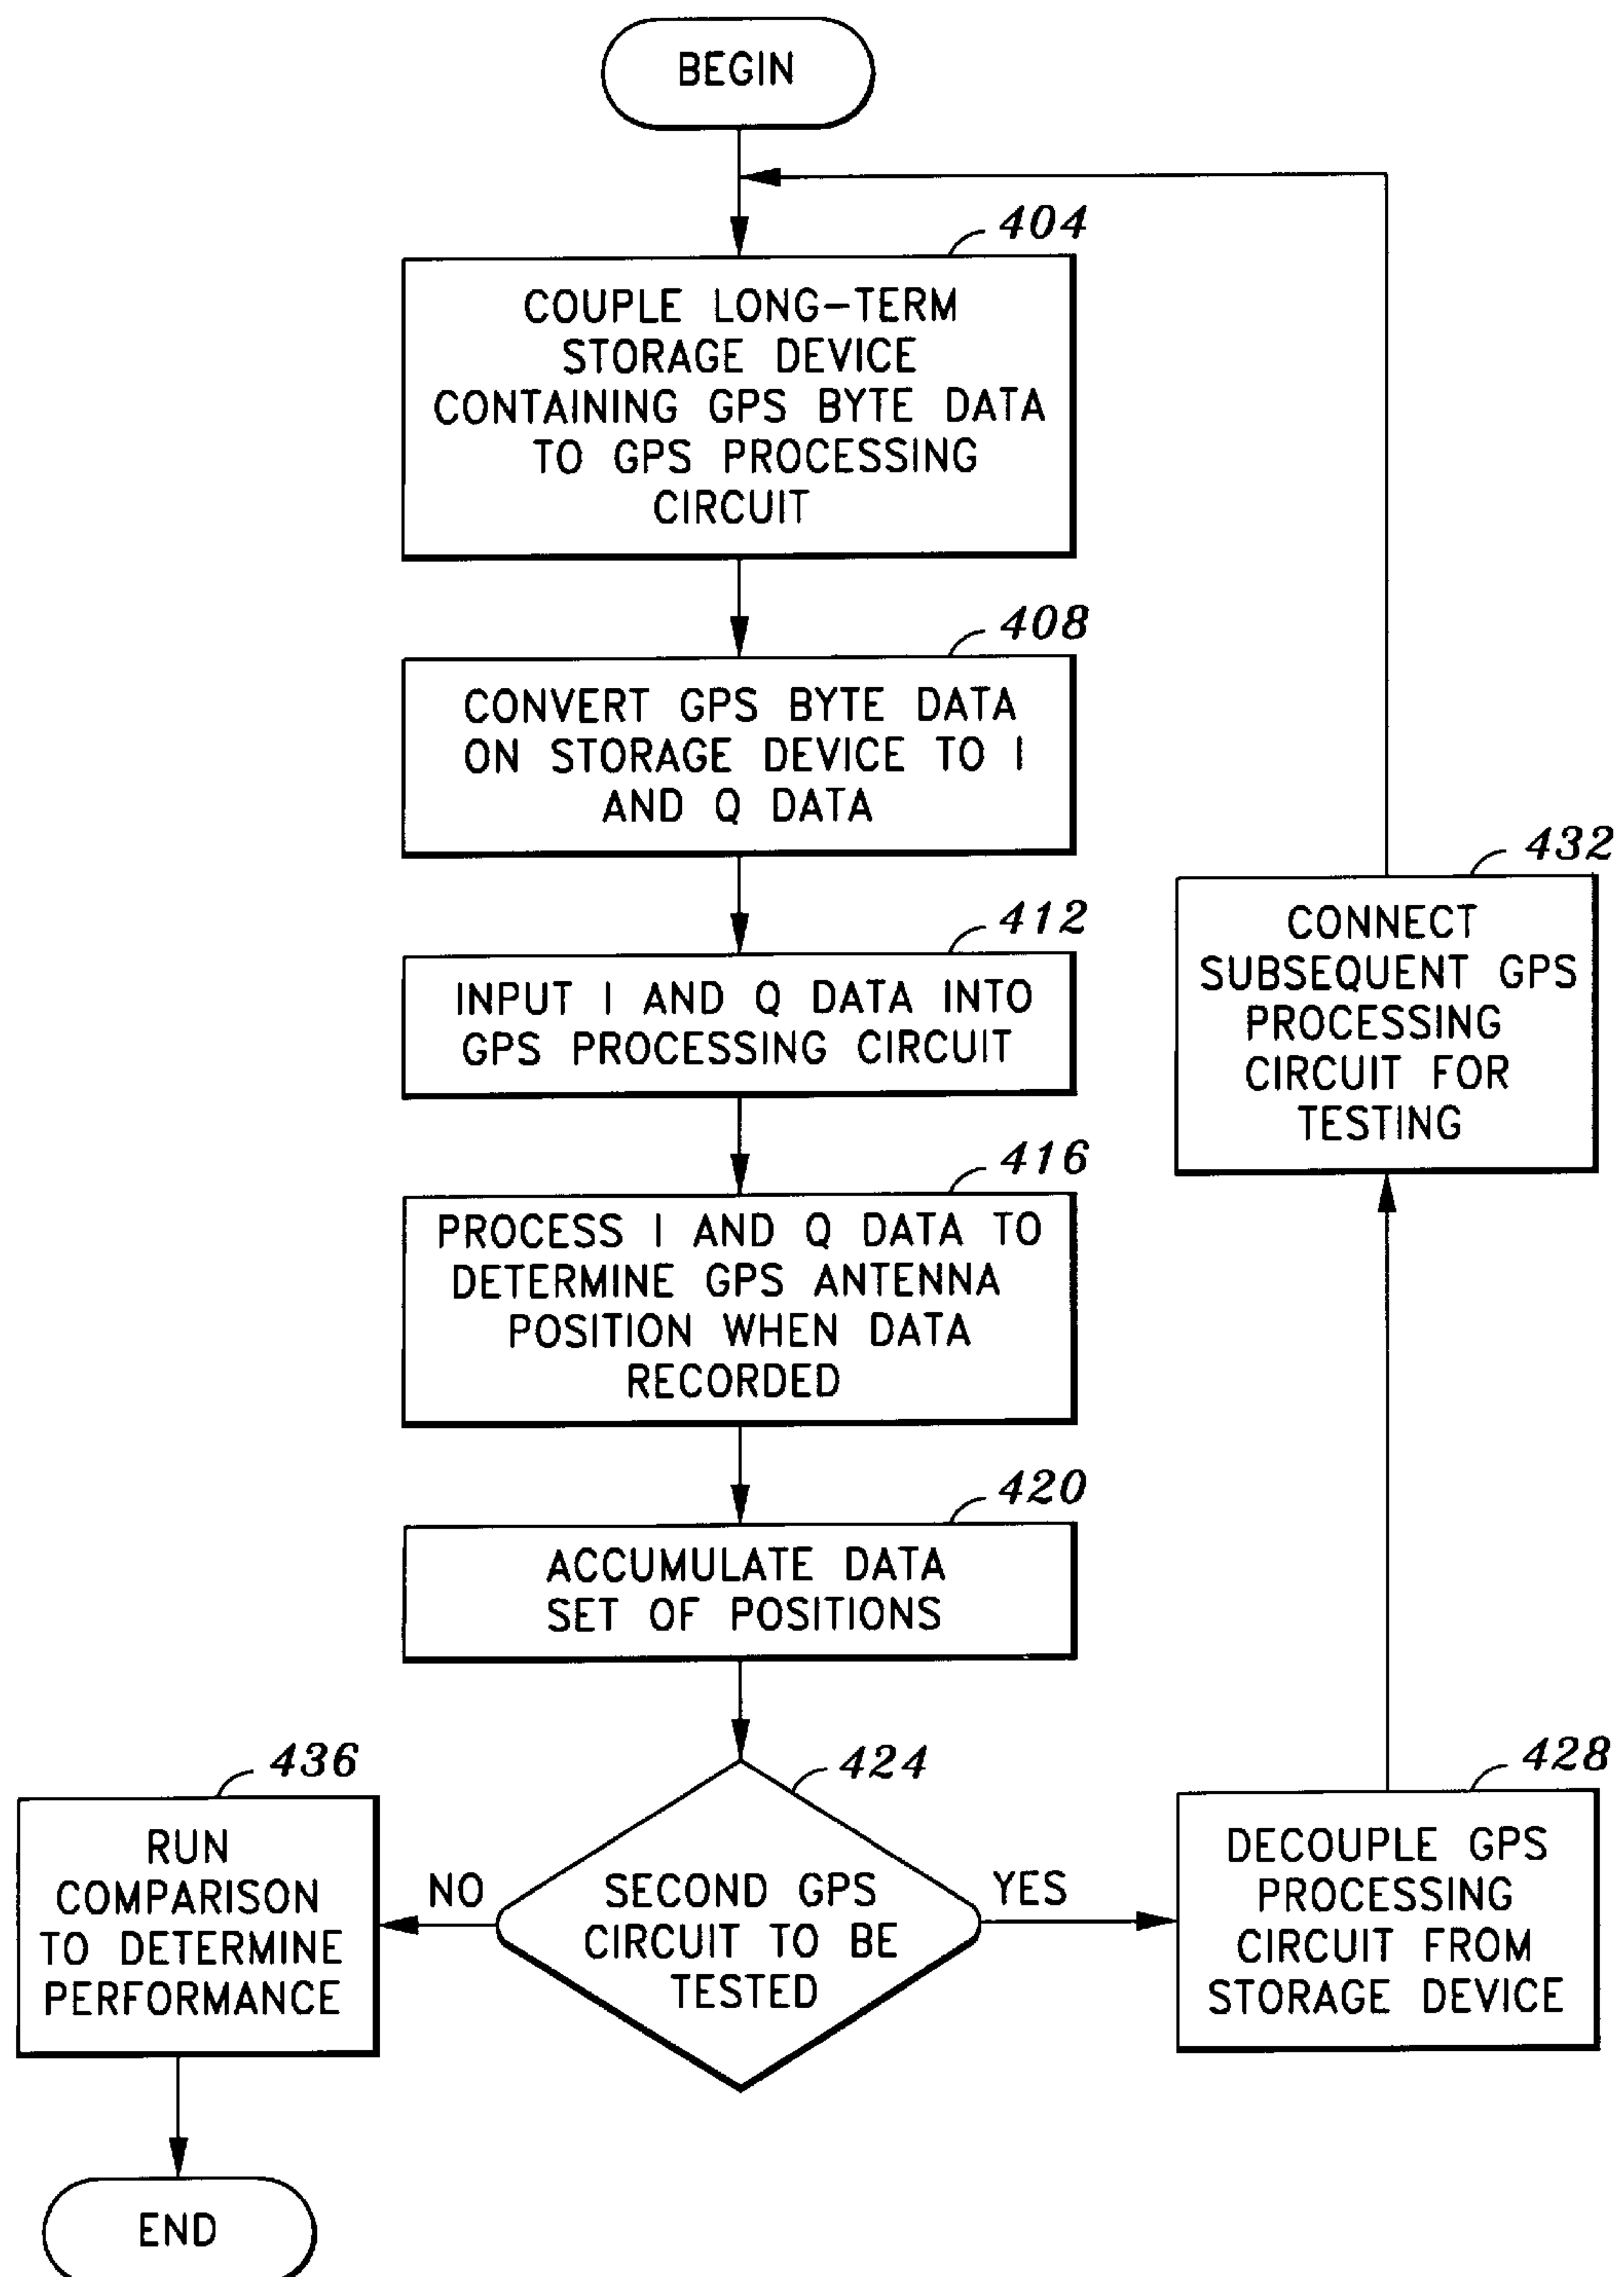 BEGIN
404
COUPLE LONG-TERM
STORAGE DEVICE
CONTAINING GPS BYTE DATA
TO GPS PROCESSING
CIRCUIT
408
CONVERT GPS BYTE DATA
ON STORAGE DEVICE TO I
AND Q DATA
412
INPUT I AND Q DATA INTO
GPS PROCESSING CIRCUIT
416
PROCESS I AND Q DATA TO
DETERMINE GPS ANTENNA
POSITION WHEN DATA
RECORDED
420
ACCUMULATE DATA
SET OF POSITIONS
424
SECOND GPS
CIRCUIT TO BE
TESTED
YES
428
DECOUPLE GPS
PROCESSING
CIRCUIT FROM
STORAGE DEVICE
432
CONNECT
SUBSEQUENT GPS
PROCESSING
CIRCUIT FOR
TESTING
NO
436
RUN
COMPARISON
TO DETERMINE
PERFORMANCE
END